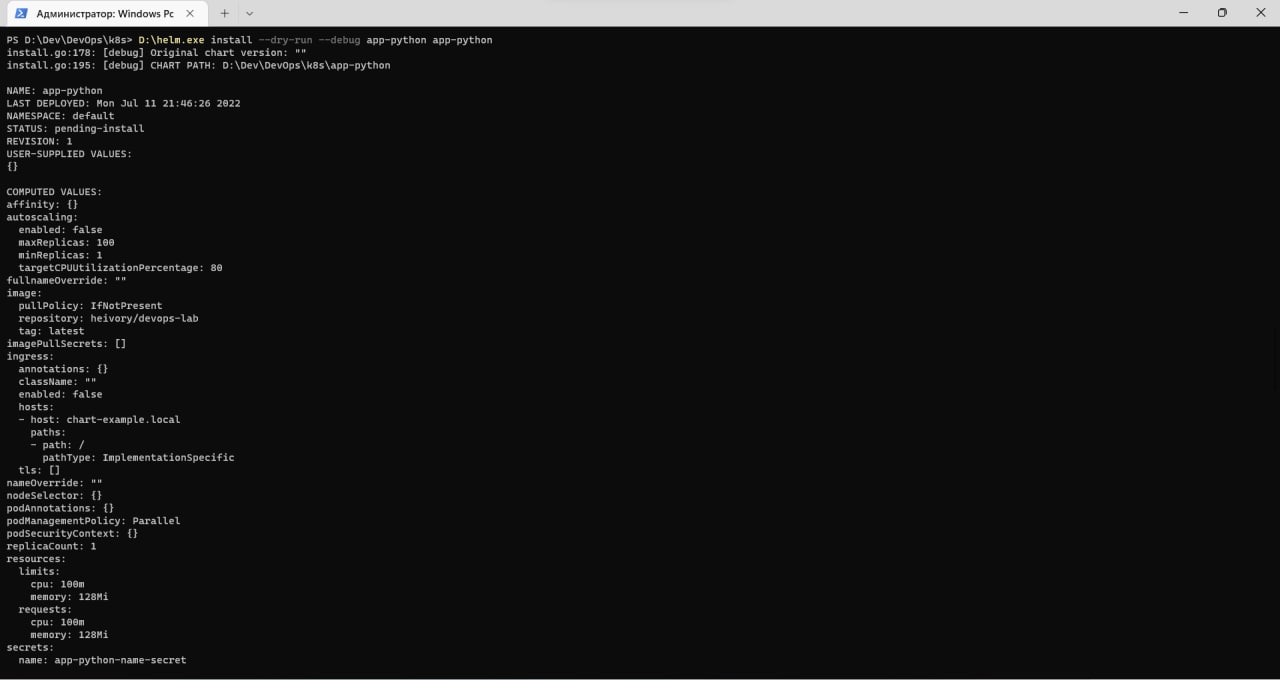 Администратор: Windows Pc
PS D:\Dev\DevOps\k8s> D:\helm.exe install --dry-run --debug app-python app-python
install.go:178: [debug] Original chart version: ""
install.go:195: [debug] CHART PATH: D:\Dev\DevOps\k8s\app-python

NAME: app-python
LAST DEPLOYED: Mon Jul 11 21:46:26 2022
NAMESPACE: default
STATUS: pending-install
REVISION: 1
USER-SUPPLIED VALUES:
{}

COMPUTED VALUES:
affinity: {}
autoscaling:
  enabled: false
  maxReplicas: 100
  minReplicas: 1
  targetCPUUtilizationPercentage: 80
fullnameOverride: ""
image:
  pullPolicy: IfNotPresent
  repository: heivory/devops-lab
  tag: latest
imagePullSecrets: []
ingress:
  annotations: {}
  className: ""
  enabled: false
  hosts:
  - host: chart-example.local
    paths:
    - path: /
      pathType: ImplementationSpecific
  tls: []
nameOverride: ""
nodeSelector: {}
podAnnotations: {}
podManagementPolicy: Parallel
podSecurityContext: {}
replicaCount: 1
resources:
  limits:
    cpu: 100m
    memory: 128Mi
  requests:
    cpu: 100m
    memory: 128Mi
secrets:
  name: app-python-name-secret